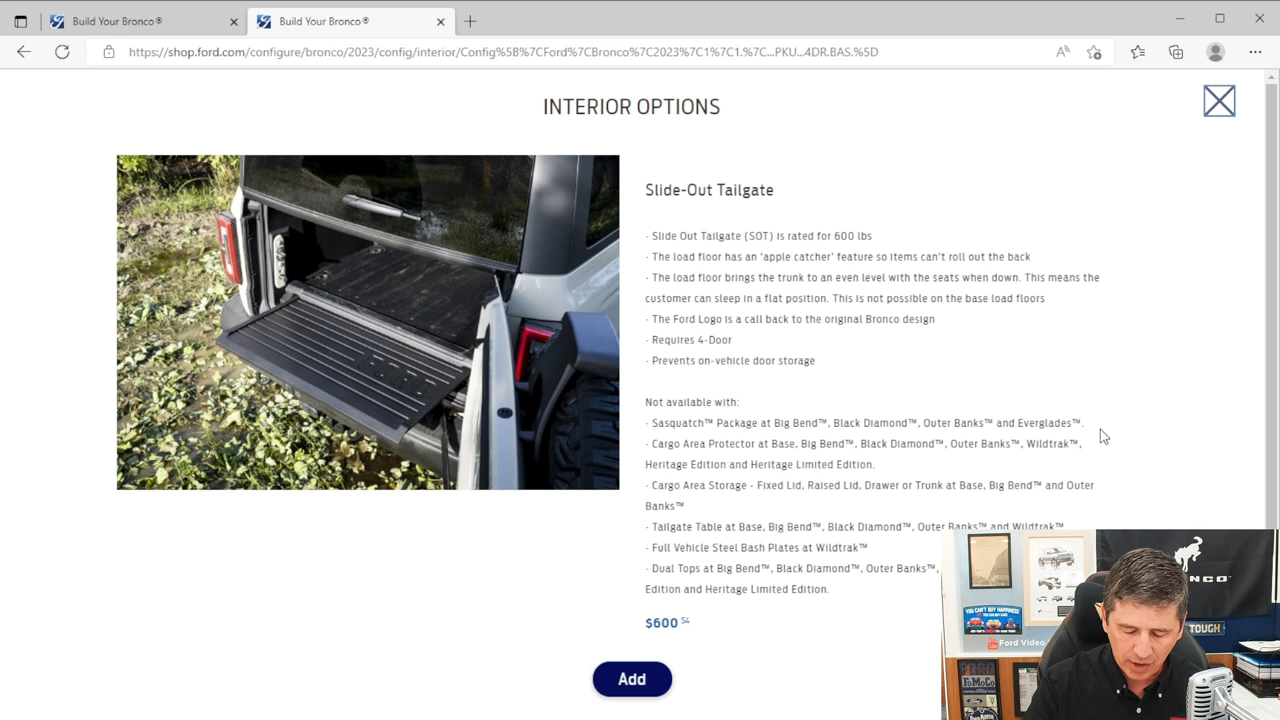 Build Your Bronco®
Build Your Bronco®
https://shop.ford.com/configure/bronco/2023/config/interior/Config%5B%7CFord%7CBronco%7C2023%7C1%7C1.%7C...PKU...4DR.BAS.%5D
INTERIOR OPTIONS
Slide-Out Tailgate
· Slide Out Tailgate (SOT) is rated for 600 lbs
· The load floor has an 'apple catcher' feature so items can't roll out the back
· The load floor brings the trunk to an even level with the seats when down. This means the
customer can sleep in a flat position. This is not possible on the base load floors
· The Ford Logo is a call back to the original Bronco design
· Requires 4-Door
· Prevents on-vehicle door storage
Not available with:
· Sasquatch™ Package at Big Bend™, Black Diamond™, Outer Banks™ and Everglades™.
· Cargo Area Protector at Base, Big Bend™, Black Diamond™, Outer Banks™, Wildtrak™,
Heritage Edition and Heritage Limited Edition.
· Cargo Area Storage - Fixed Lid, Raised Lid, Drawer or Trunk at Base, Big Bend™ and Outer
Banks™
· Tailgate Table at Base, Big Bend™, Black Diamond™, Outer Banks™ and Wildtrak™
· Full Vehicle Steel Bash Plates at Wildtrak™
· Dual Tops at Big Bend™, Black Diamond™, Outer Banks™,
Edition and Heritage Limited Edition.
$600 54
Add
YOU CAN'T BUY HAPPINESS
Ford Video
NCO
TOUGH
FORD
FoMoCo